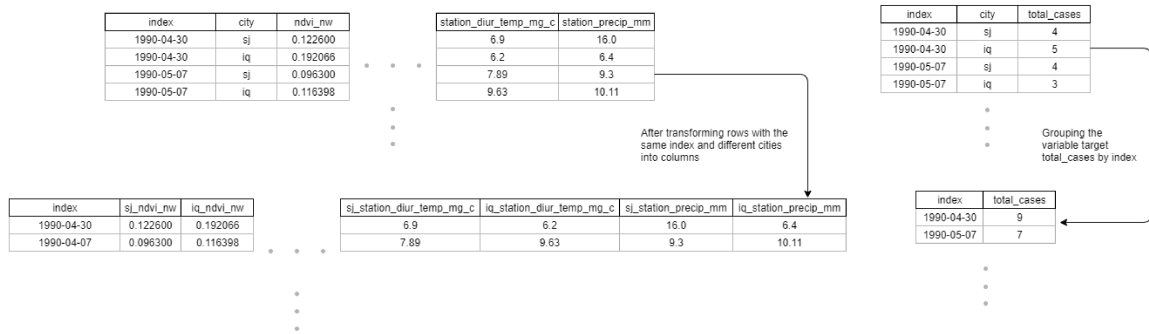 index city ndvi_nw
1990-04-30 sj 0.122600
1990-04-30 iq 0.192066
1990-05-07 sj 0.096300
1990-05-07 iq 0.116398
station_diur_temp_mg_c station_precip_mm
6.9 16.0
6.2 6.4
7.89 9.3
9.63 10.11
index city total_cases
1990-04-30 sj 4
1990-04-30 iq 5
1990-05-07 sj 4
1990-05-07 iq 3
After transforming rows with the
same index and different cities
into columns
Grouping the
variable target
total_cases by index
index sj_ndvi_nw iq_ndvi_nw
1990-04-30 0.122600 0.192066
1990-04-07 0.096300 0.116398
sj_station_diur_temp_mg_c iq_station_diur_temp_mg_c sj_station_precip_mm iq_station_precip_mm
6.9 6.2 16.0 6.4
7.89 9.63 9.3 10.11
index total_cases
1990-04-30 9
1990-05-07 7